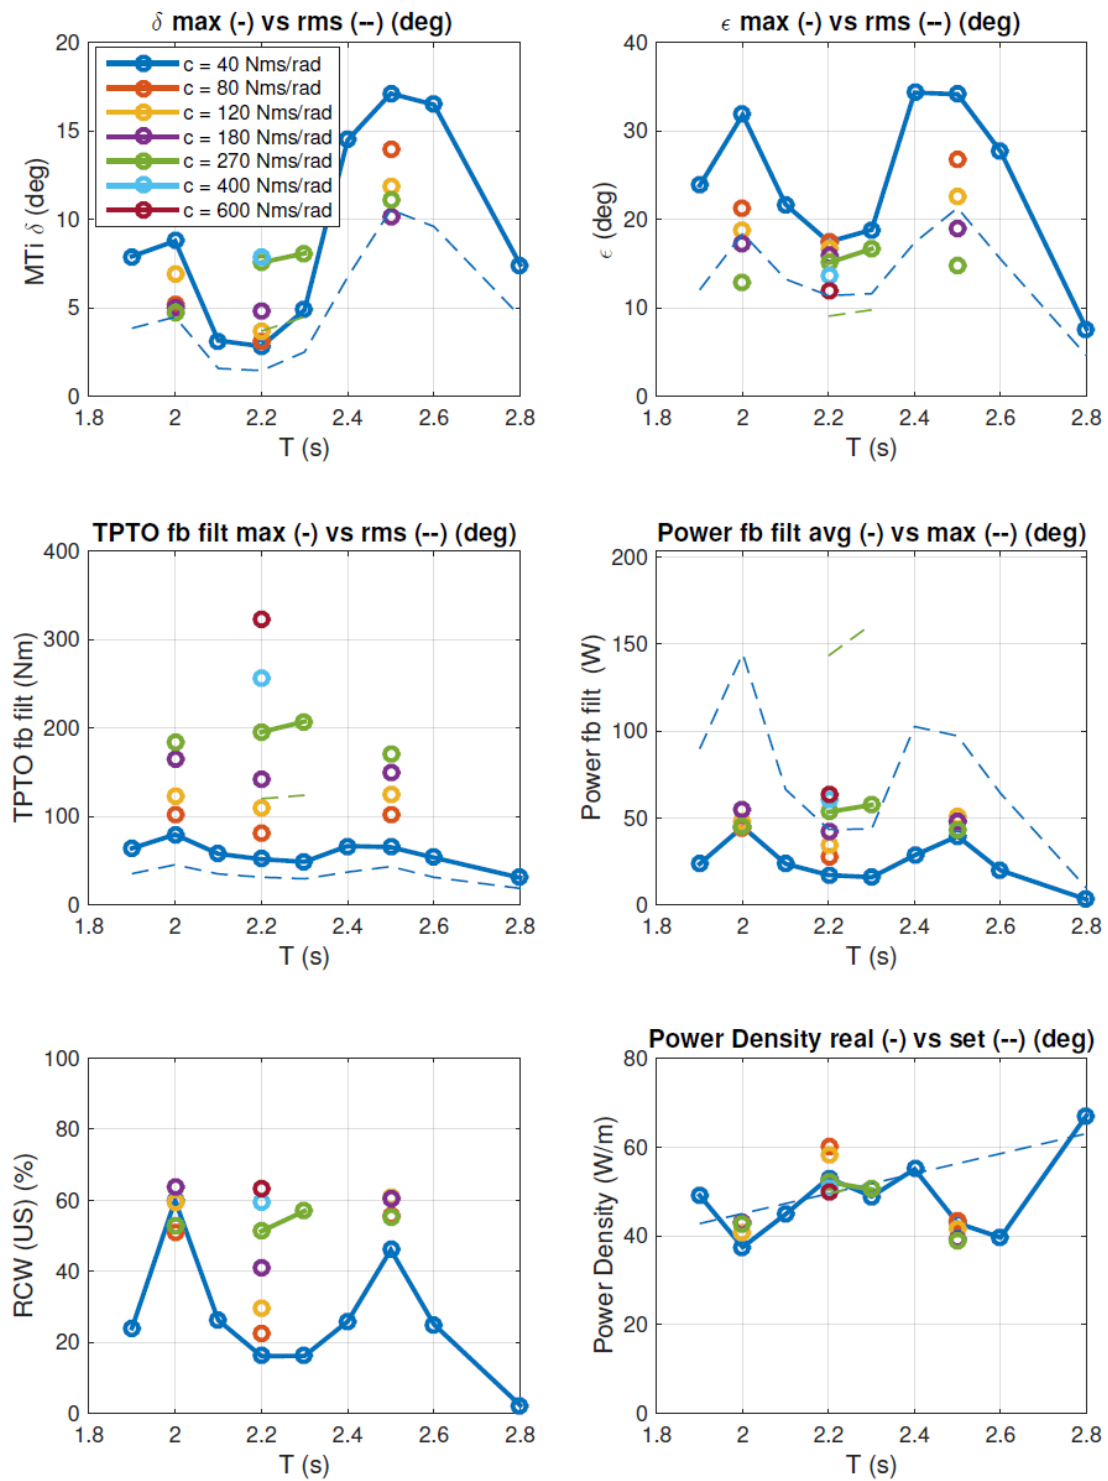 δ max (-) vs rms (--) (deg)
20
15
10
5
0
MTi δ (deg)
c = 40 Nms/rad
c = 80 Nms/rad
c = 120 Nms/rad
c = 180 Nms/rad
c = 270 Nms/rad
c = 400 Nms/rad
c = 600 Nms/rad
1.8 2 2.2 2.4 2.6 2.8
T (s)
ϵ max (-) vs rms (--) (deg)
40
30
20
10
0
ϵ (deg)
1.8 2 2.2 2.4 2.6 2.8
T (s)
TPTO fb filt max (-) vs rms (--) (deg)
400
300
200
100
0
TPTO fb filt (Nm)
1.8 2 2.2 2.4 2.6 2.8
T (s)
Power fb filt avg (-) vs max (--) (deg)
200
150
100
50
0
Power fb filt (W)
1.8 2 2.2 2.4 2.6 2.8
T (s)
100
80
60
40
20
0
RCW (US) (%)
1.8 2 2.2 2.4 2.6 2.8
T (s)
Power Density real (-) vs set (--) (deg)
80
60
40
20
0
Power Density (W/m)
1.8 2 2.2 2.4 2.6 2.8
T (s)